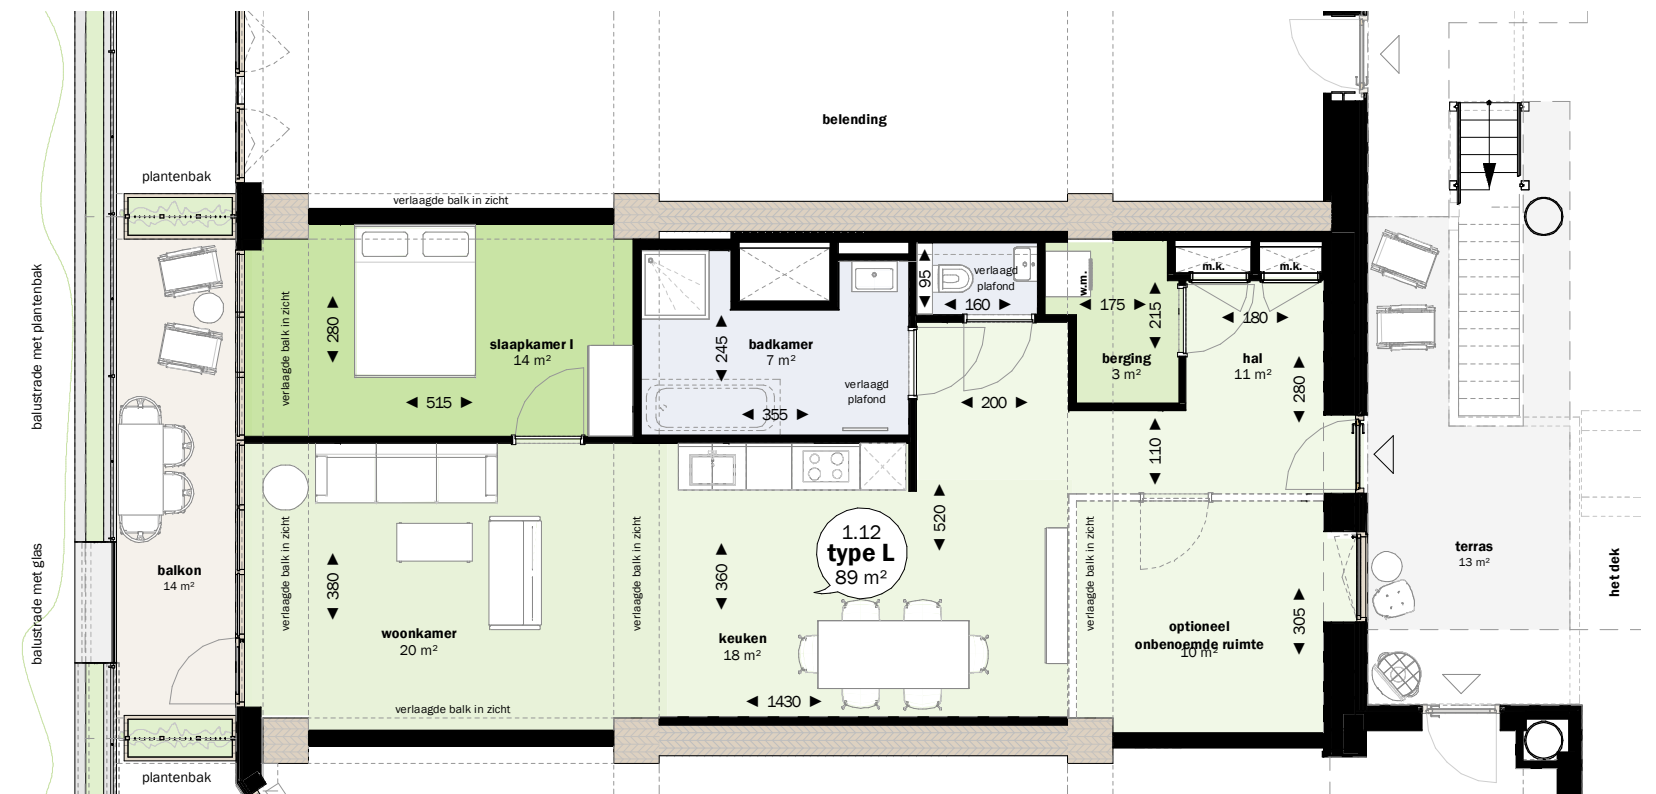 belending
plantenbak
verlaagde balk in zicht
balustrade met plantenbak
verlaagde balk in zicht
280
slaapkamer I
14 m²
515
245
badkamer
7 m²
355
verlaagd
plafond
95
verlaagd
plafond
160
w.m.
175
215
berging
3 m²
m.k.
m.k.
180
hal
11 m²
280
200
110
balustrade met glas
balkon
14 m²
verlaagde balk in zicht
380
woonkamer
20 m²
verlaagde balk in zicht
verlaagde balk in zicht
360
keuken
18 m²
1430
520
1.12
type L
89 m²
verlaagde balk in zicht
optioneel
onbenoemde ruimte
10 m²
305
terras
13 m²
het dek
plantenbak